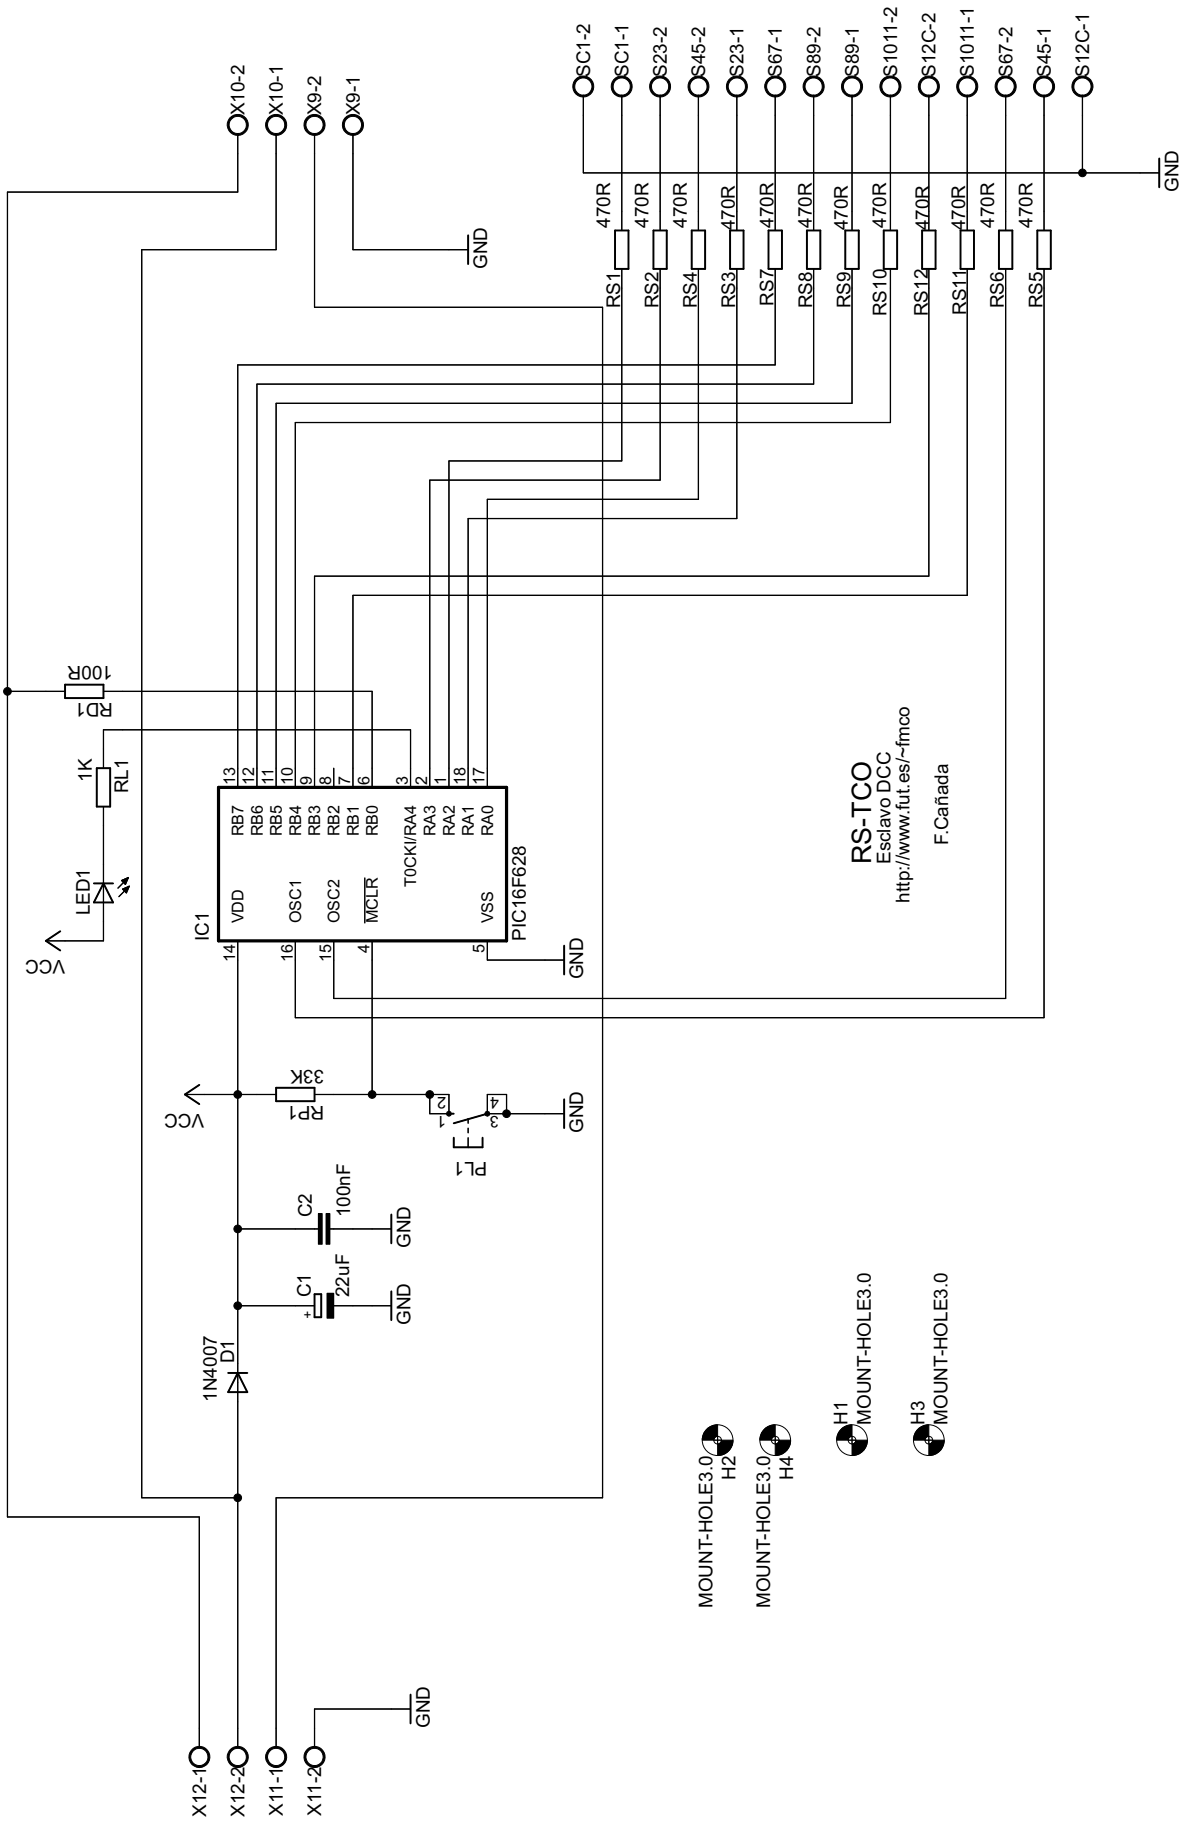 X10-2
X10-1
X9-2
X9-1
GND
SC1-2
SC1-1
S23-2
S45-2
S23-1
S67-1
S89-2
S89-1
S1011-2
S12C-2
S1011-1
S67-2
S45-1
S12C-1
GND
470R
470R
470R
470R
470R
470R
470R
470R
470R
470R
470R
470R
RS1
RS2
RS4
RS3
RS7
RS8
RS9
RS10
RS12
RS11
RS6
RS5
100R
RD1
1K
RL1
LED1
VCC
13
12
11
10
9
8
7
6
3
2
1
18
17
RB7
RB6
RB5
RB4
RB3
RB2
RB1
RB0
T0CKI/RA4
RA3
RA2
RA1
RA0
IC1
VDD
OSC1
OSC2
MCLR
VSS
PIC16F628
14
16
15
4
5
GND
RS-TCO
Esclavo DCC
http://www.fut.es/~fmco
F.Cañada
VCC
33K
RP1
2
1
4
3
PL1
GND
C2
100nF
GND
C1
+
22uF
GND
1N4007
D1
MOUNT-HOLE3.0
H2
MOUNT-HOLE3.0
H4
H1
MOUNT-HOLE3.0
H3
MOUNT-HOLE3.0
X12-1
X12-2
X11-1
X11-2
GND